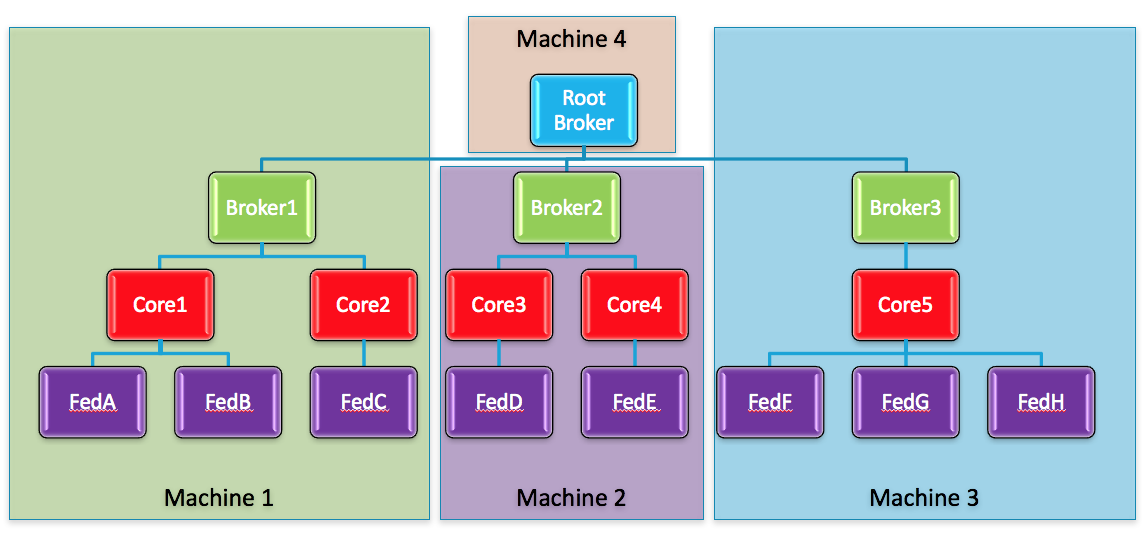 Machine 4
Root
Broker
Broker1
Broker2
Broker3
Core1
Core2
Core3
Core4
Core5
FedA
FedB
FedC
FedD
FedE
FedF
FedG
FedH
Machine 1
Machine 2
Machine 3